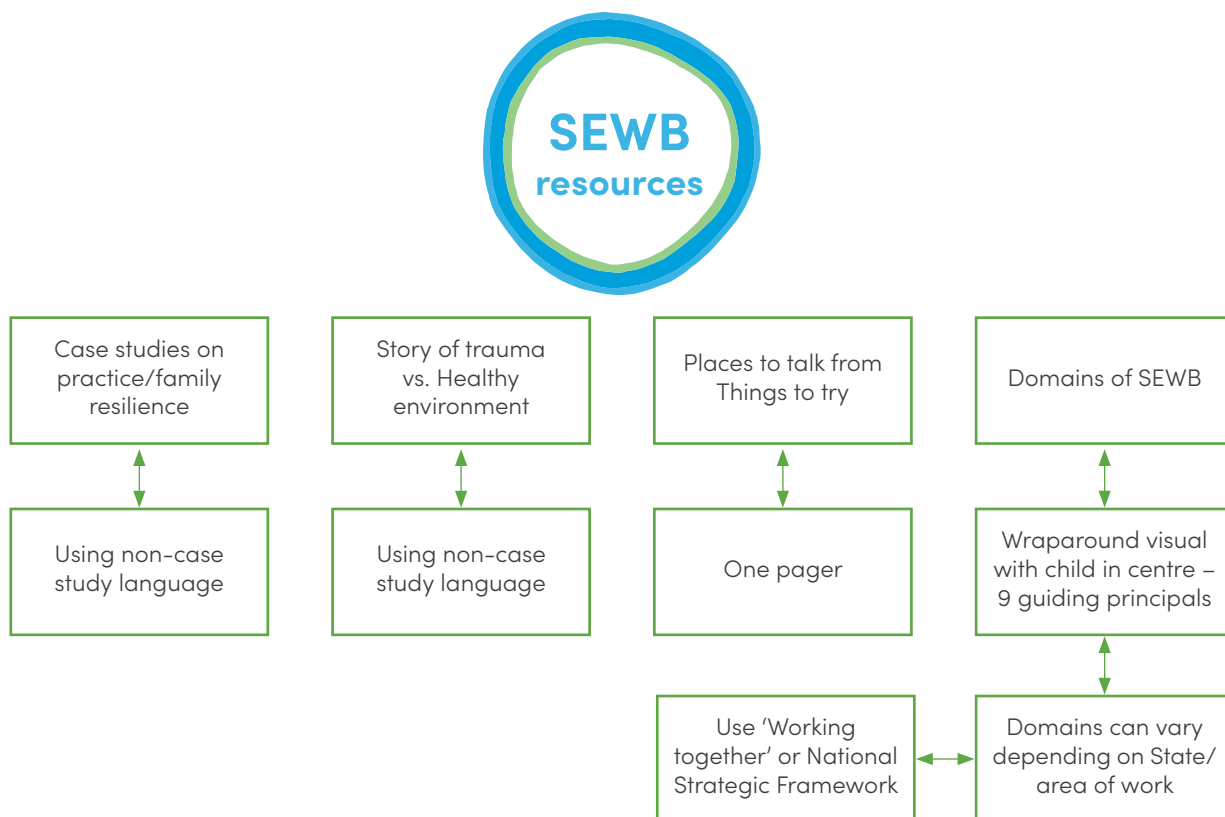 SEWB
resources
Case studies on
practice/family
resilience
Story of trauma
vs. Healthy
environment
Places to talk from
Things to try
Domains of SEWB
Using non-case
study language
Using non-case
study language
One pager
Wraparound visual
with child in centre –
9 guiding principals
Use ‘Working
together’ or National
Strategic Framework
Domains can vary
depending on State/
area of work